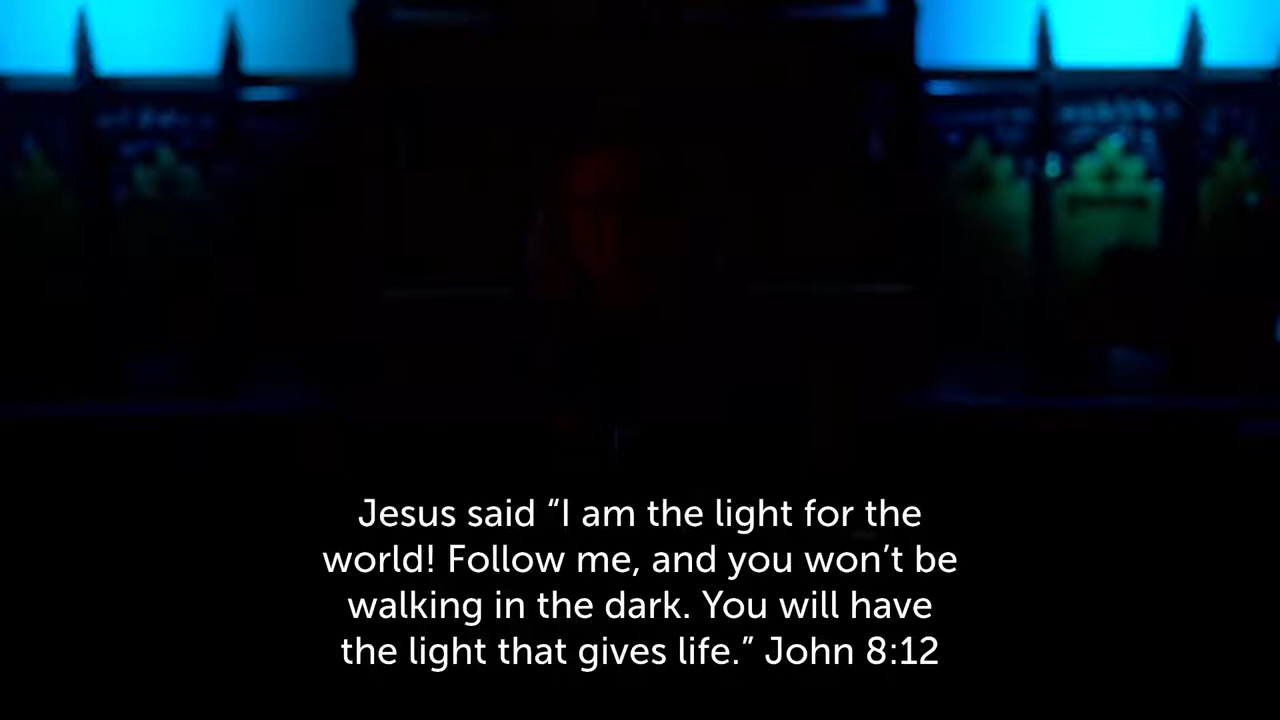 Jesus said “I am the light for the
world! Follow me, and you won’t be
walking in the dark. You will have
the light that gives life.” John 8:12